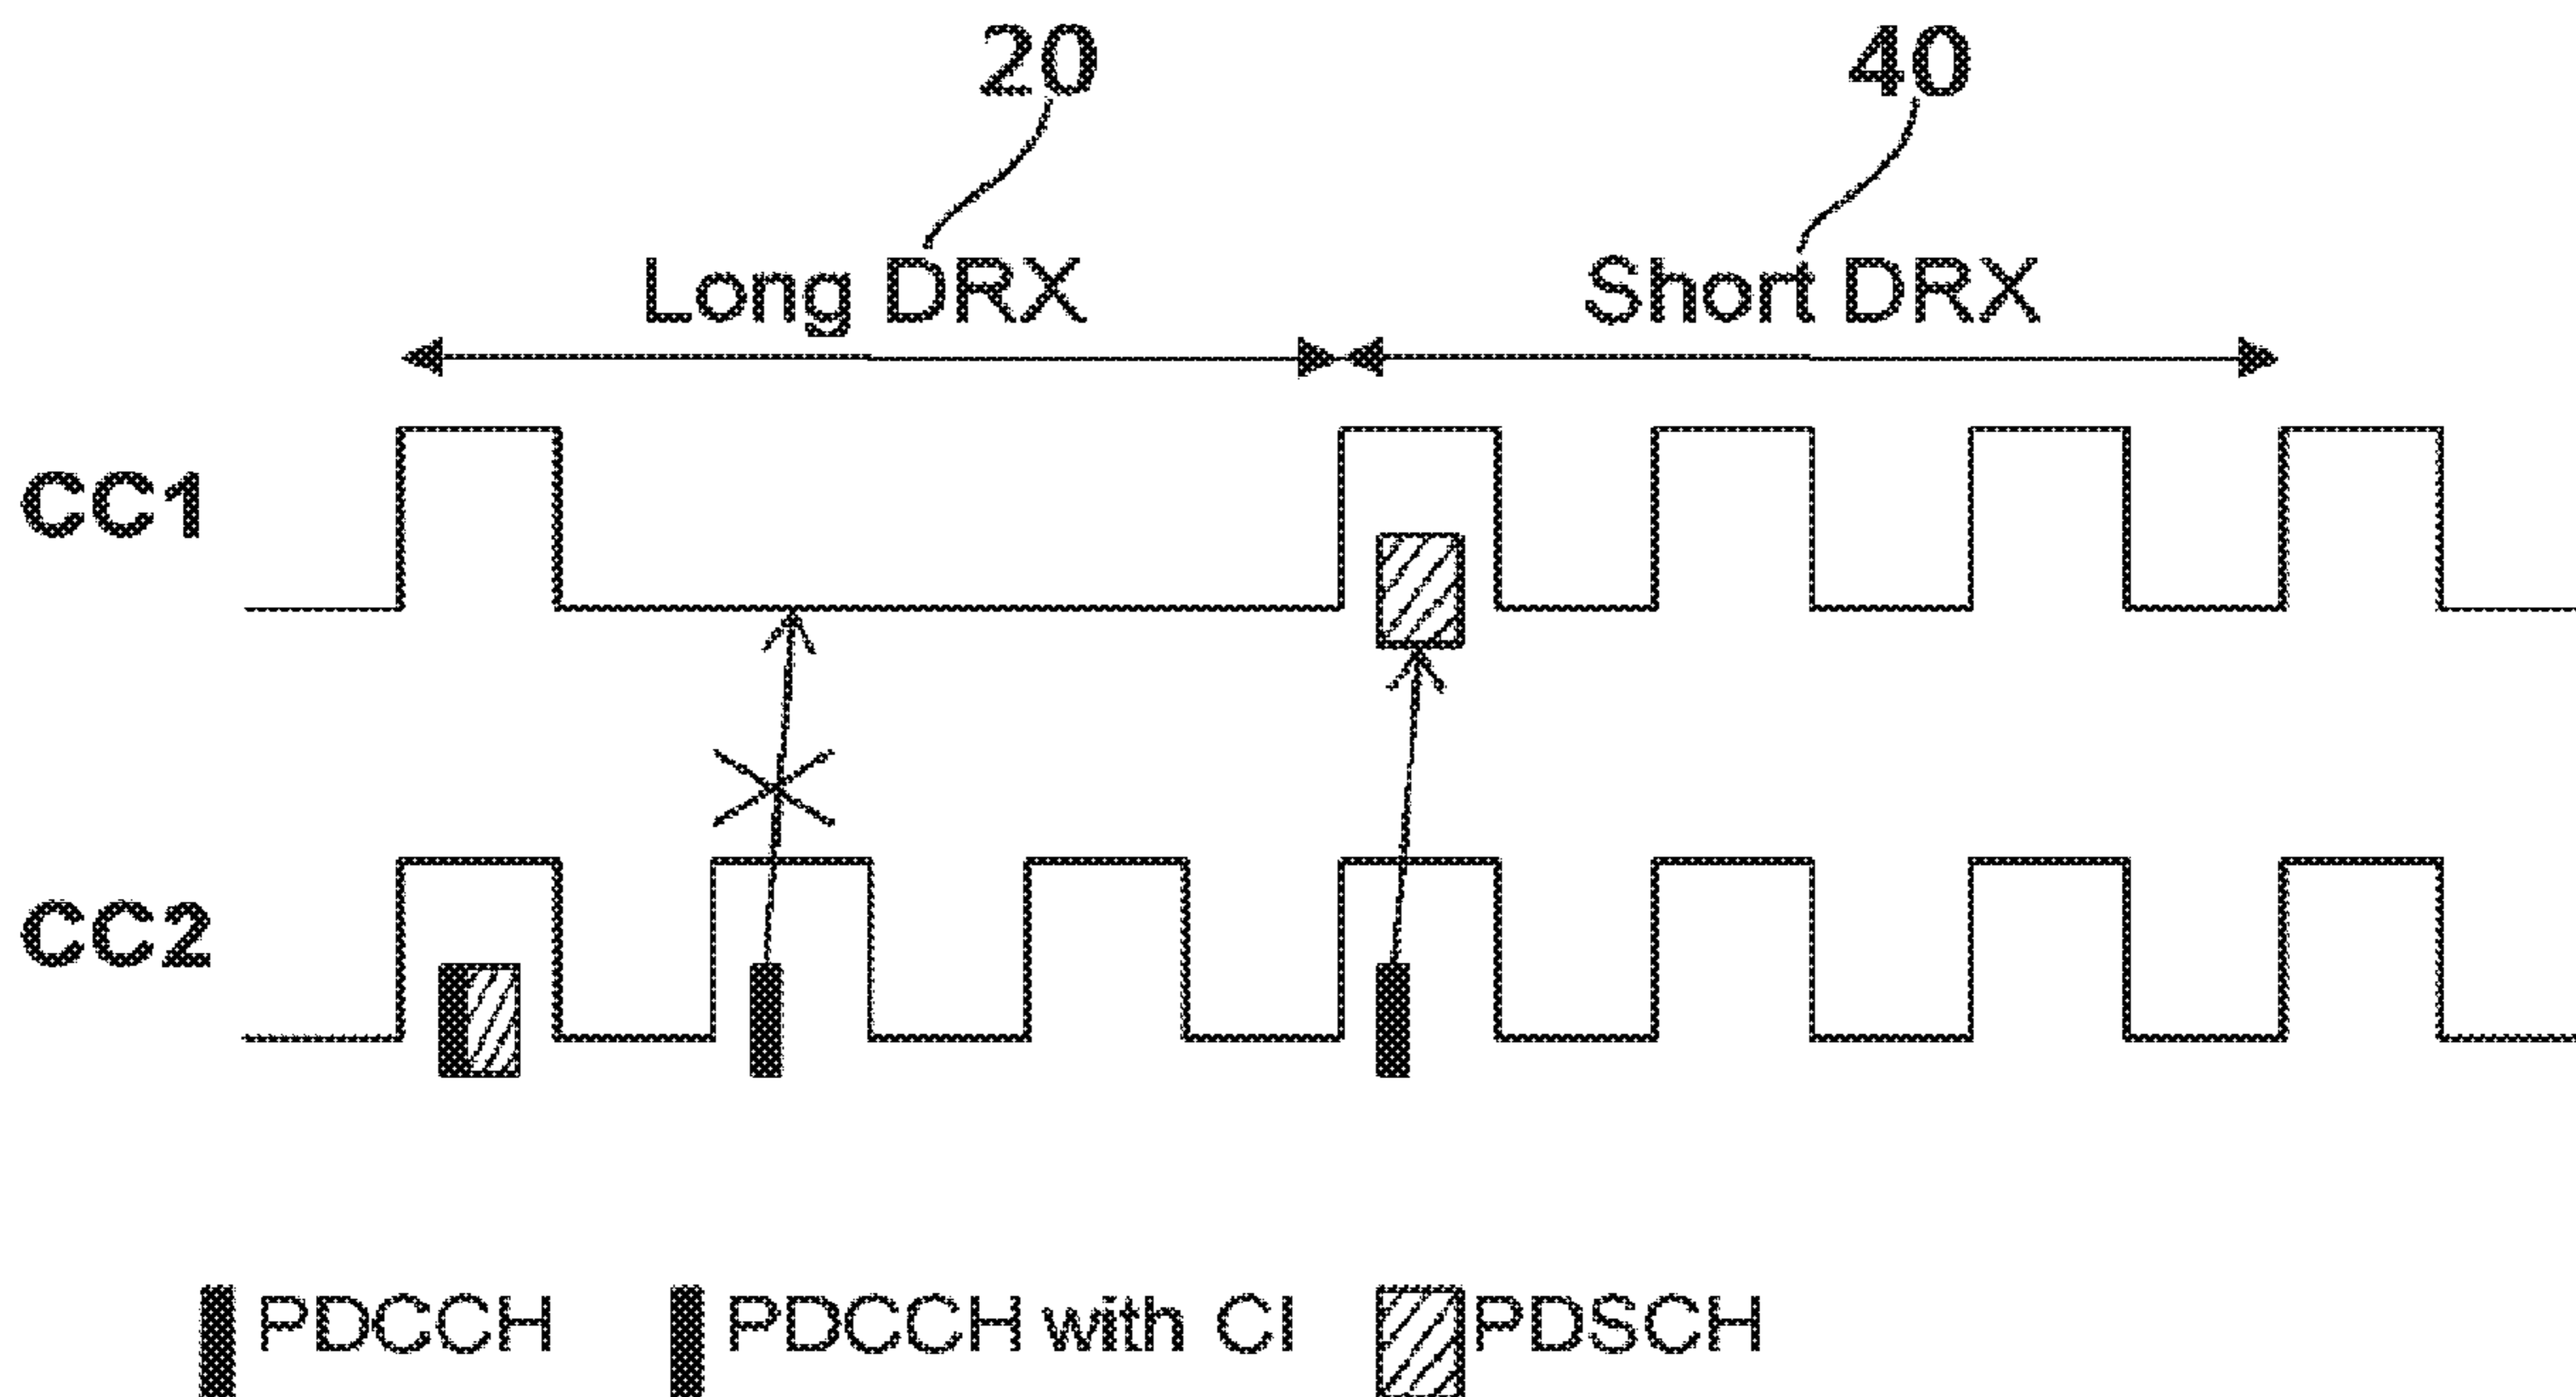 20 40
Long DRX Short DRX
CC1
CC2
PDCCH PDCCH with CI PDSCH